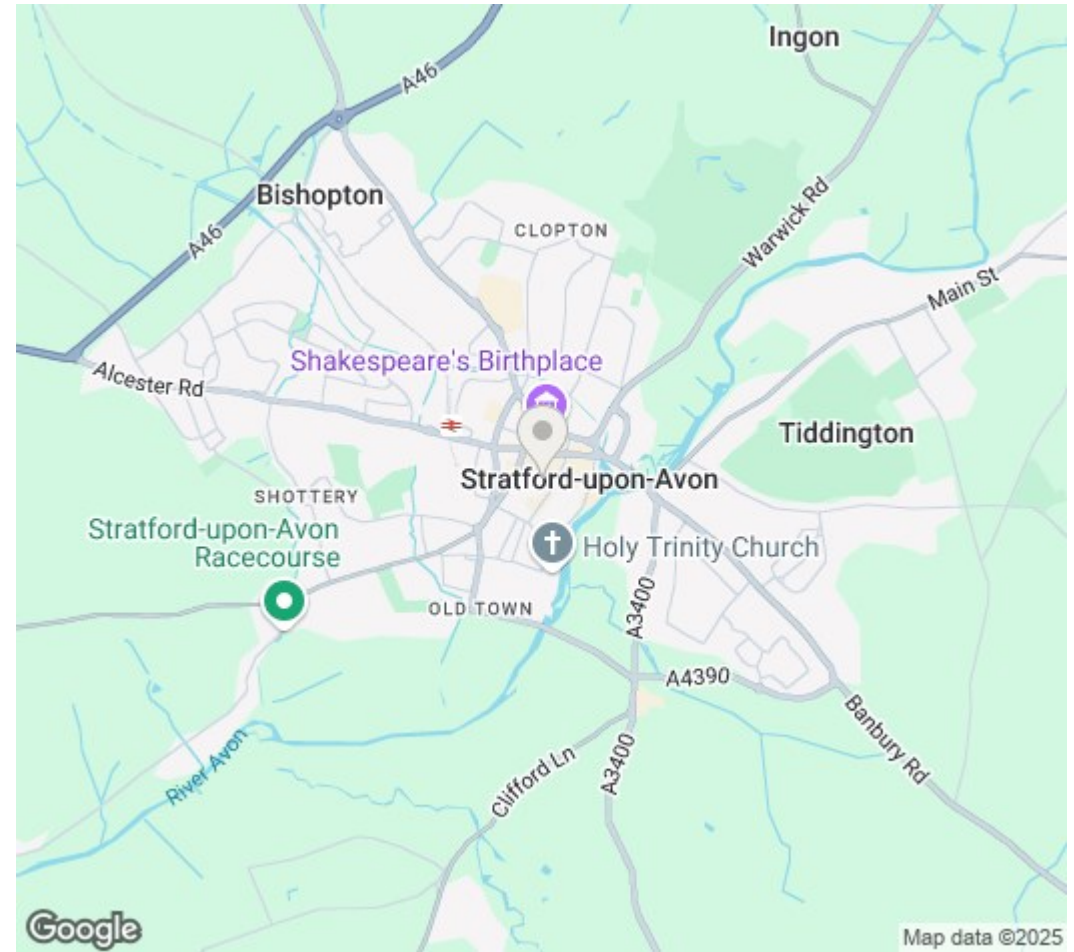 Ingon
A46
Bishopton
CLOPTON
Warwick Rd
A46
Main St
Shakespeare's Birthplace
Alcester Rd
Tiddington
Stratford-upon-Avon
SHOTTERY
Stratford-upon-Avon
Racecourse
Holy Trinity Church
OLD TOWN
A3400
A4390
Banbury Rd
River Avon
Clifford Ln
A3400
Google
Map data ©2025